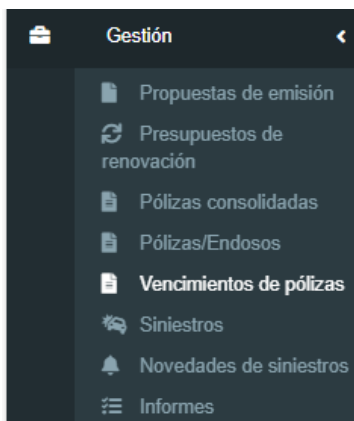 Gestión
Propuestas de emisión
Presupuestos de
renovación
Pólizas consolidadas
Pólizas/Endosos
Vencimientos de pólizas
Siniestros
Novedades de siniestros
Informes